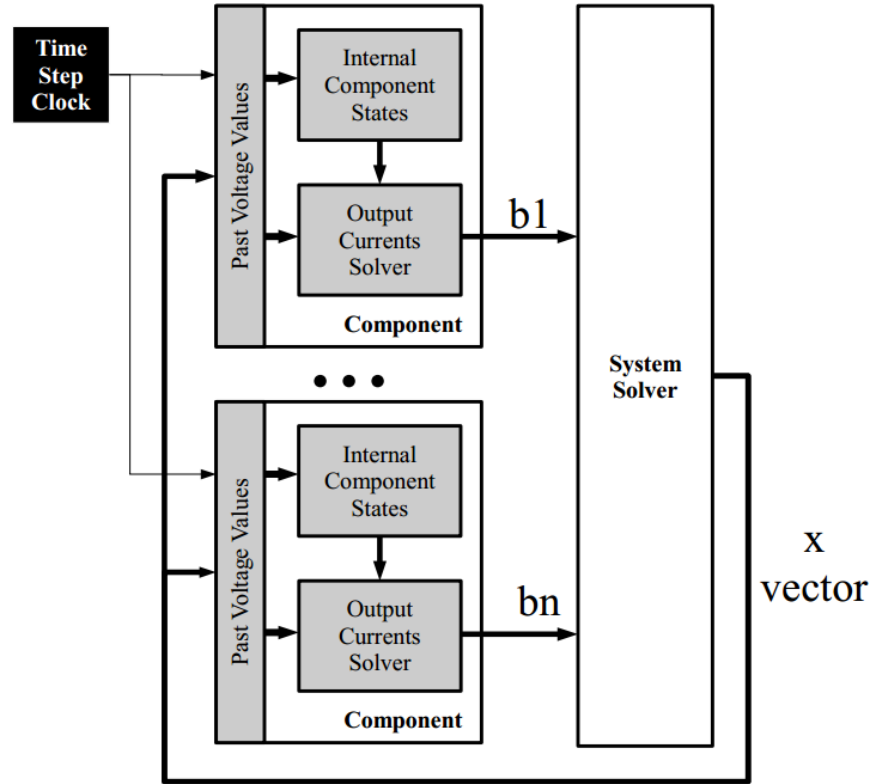 Time
Step
Clock
Past Voltage Values
Internal
Component
States
Output
Currents
Solver
Component
b1
System
Solver
Past Voltage Values
Internal
Component
States
Output
Currents
Solver
Component
bn
x
vector